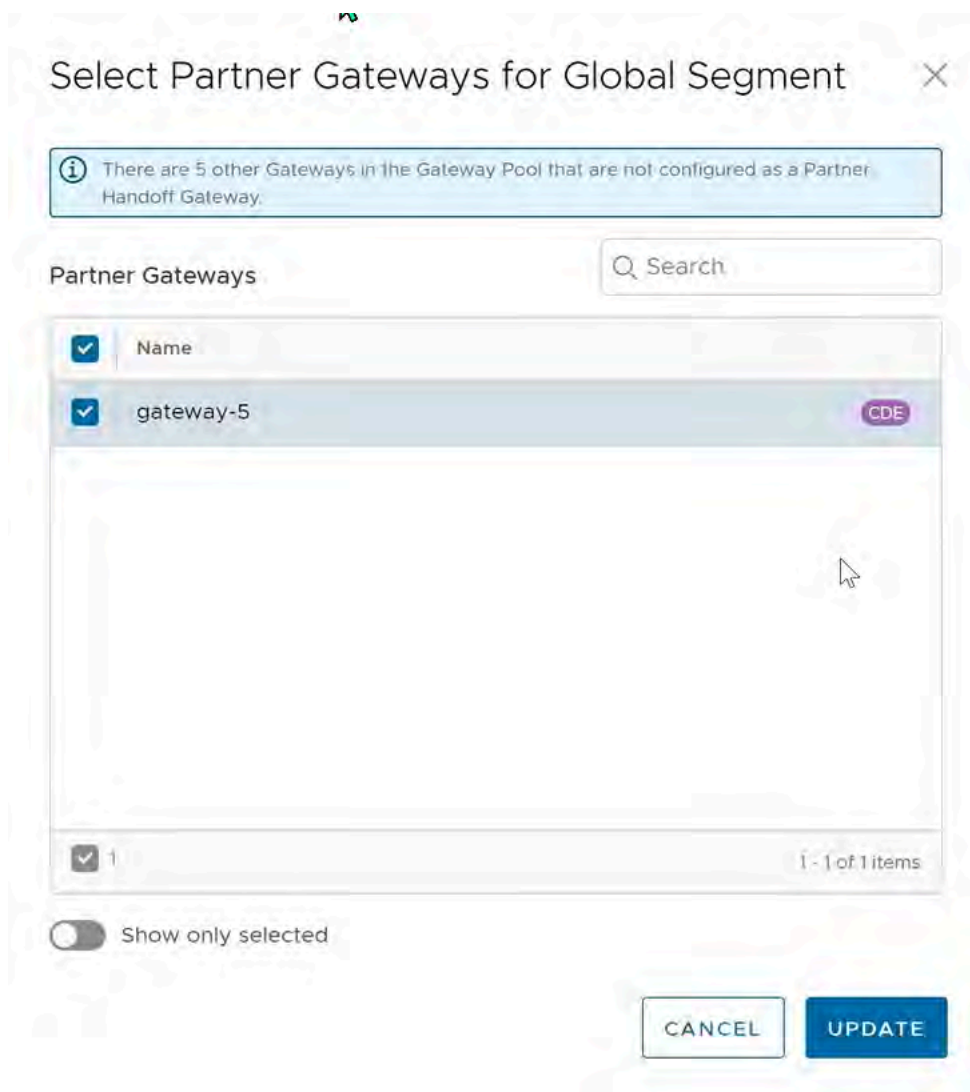 Select Partner Gateways for Global Segment
There are 5 other Gateways in the Gateway Pool that are not configured as a Partner
Handoff Gateway.
Partner Gateways
Search
Name
gateway-5
CDE
1
1 - 1 of 1 items
Show only selected
CANCEL
UPDATE